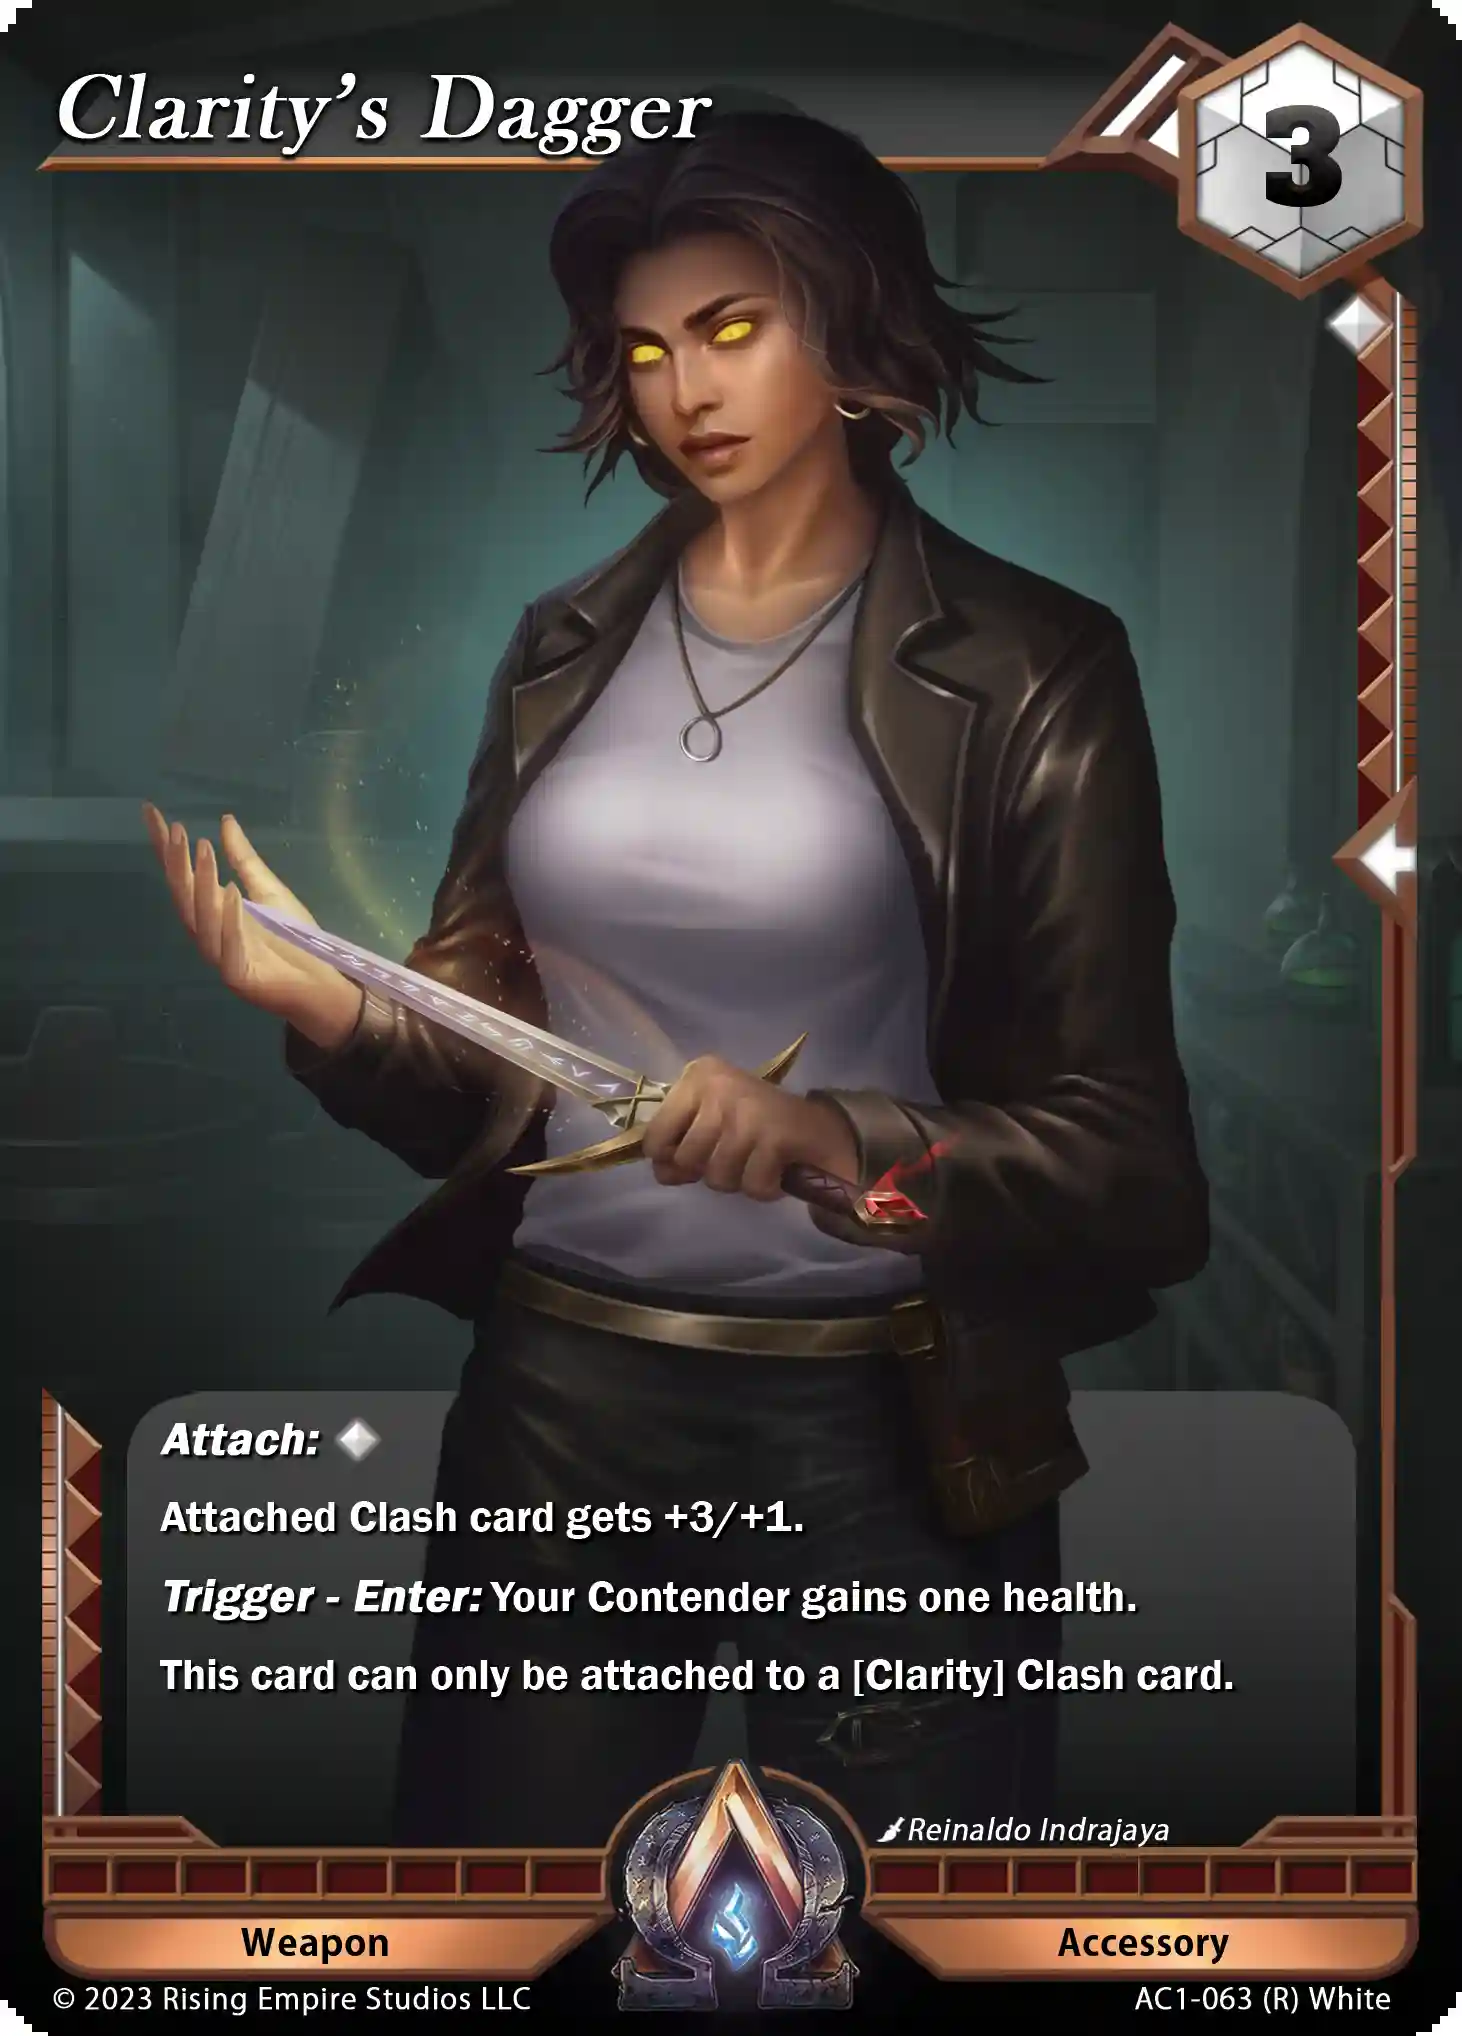 Clarity's Dagger
3
Attach:
Attached Clash card gets +3/+1.
Trigger - Enter: Your Contender gains one health.
This card can only be attached to a [Clarity] Clash card.
Reinaldo Indrajaya
Weapon
Accessory
© 2023 Rising Empire Studios LLC
AC1-063 (R) White